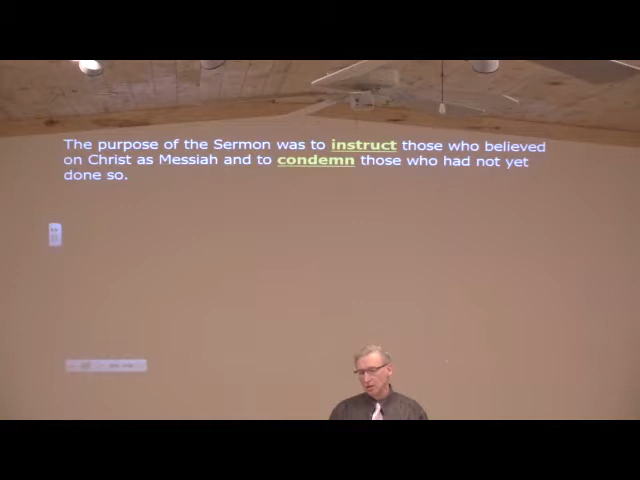 The purpose of the Sermon was to instruct those who believed
on Christ as Messiah and to condemn those who had not yet
done so.